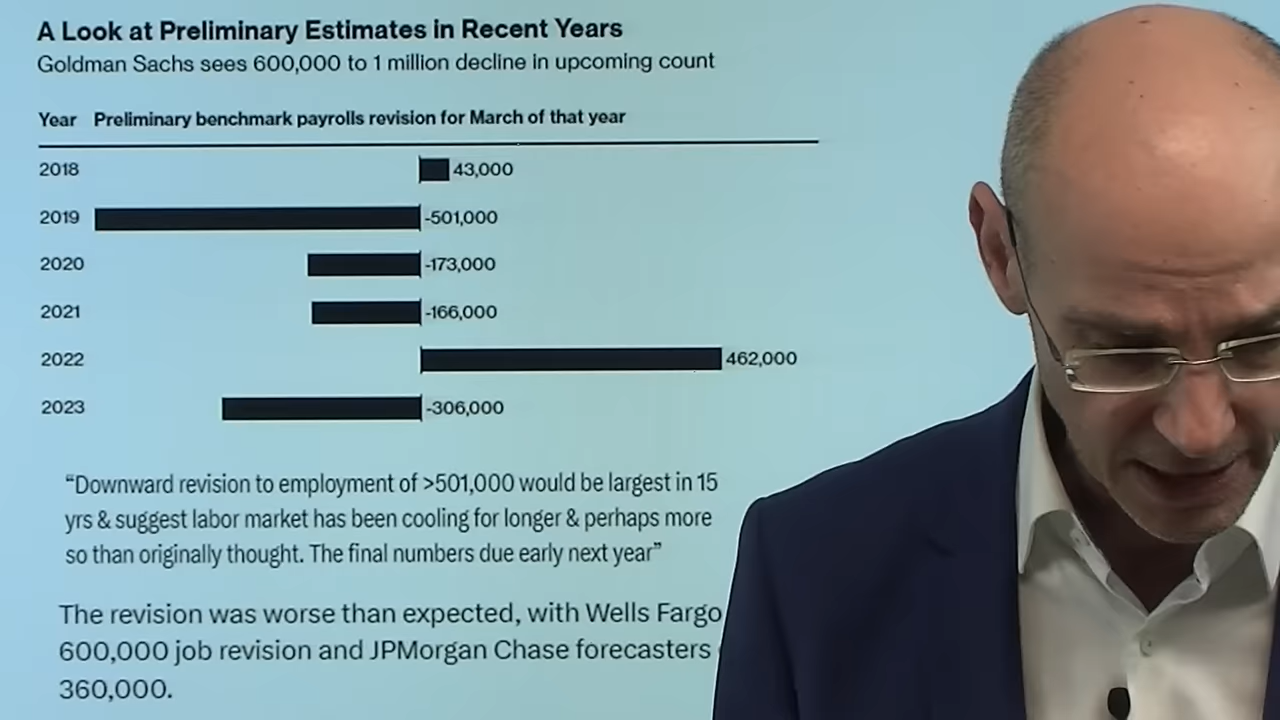 A Look at Preliminary Estimates in Recent Years
Goldman Sachs sees 600,000 to 1 million decline in upcoming count
Year Preliminary benchmark payrolls revision for March of that year
2018 43,000
2019 -501,000
2020 -173,000
2021 -166,000
2022 462,000
2023 -306,000
“Downward revision to employment of >501,000 would be largest in 15
yrs & suggest labor market has been cooling for longer & perhaps more
so than originally thought. The final numbers due early next year”
The revision was worse than expected, with Wells Fargo
600,000 job revision and JPMorgan Chase forecasters
360,000.